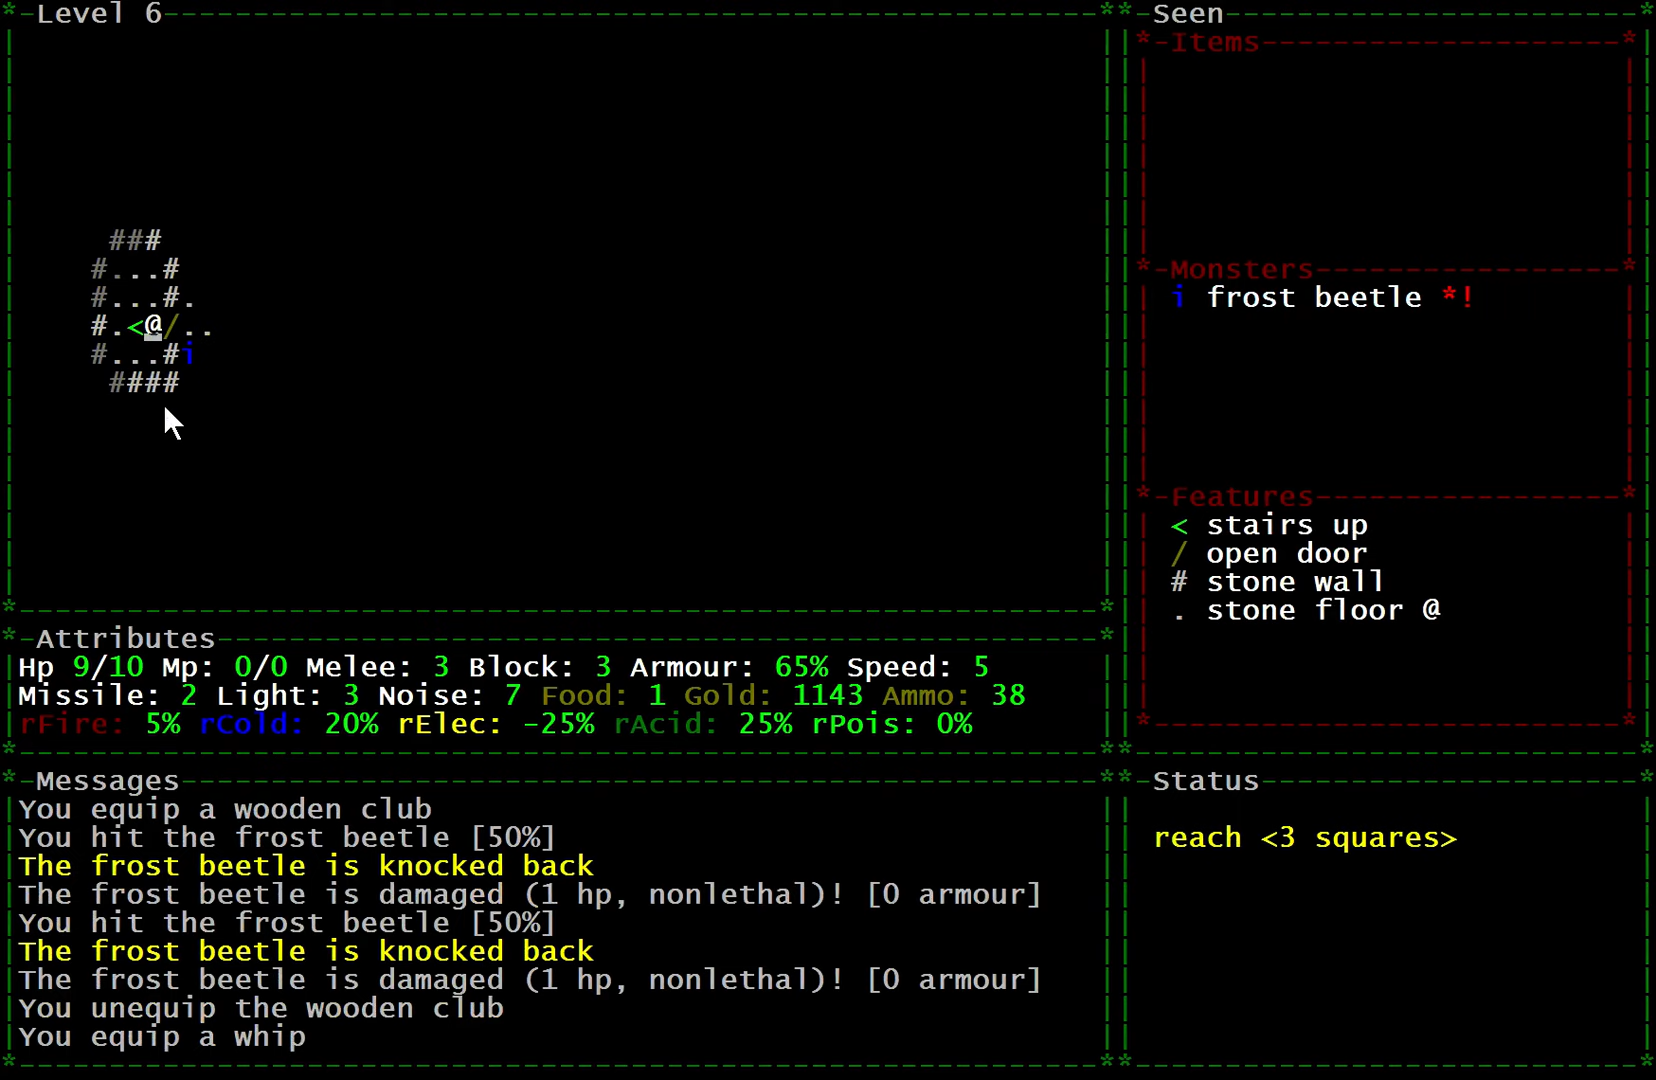 Level 6
###
#...#
#...#.
#.<@/..
#...#i
####
Attributes
Hp 9/10 Mp: 0/0 Melee: 3 Block: 3 Armour: 65% Speed: 5
Missile: 2 Light: 3 Noise: 7 Food: 1 Gold: 1143 Ammo: 38
rFire: 5% rCold: 20% rElec: -25% rAcid: 25% rPois: 0%
Messages
You equip a wooden club
You hit the frost beetle [50%]
The frost beetle is knocked back
The frost beetle is damaged (1 hp, nonlethal)! [0 armour]
You hit the frost beetle [50%]
The frost beetle is knocked back
The frost beetle is damaged (1 hp, nonlethal)! [0 armour]
You unequip the wooden club
You equip a whip
Seen
Items
Monsters
i frost beetle *!
Features
< stairs up
/ open door
# stone wall
. stone floor @
Status
reach <3 squares>